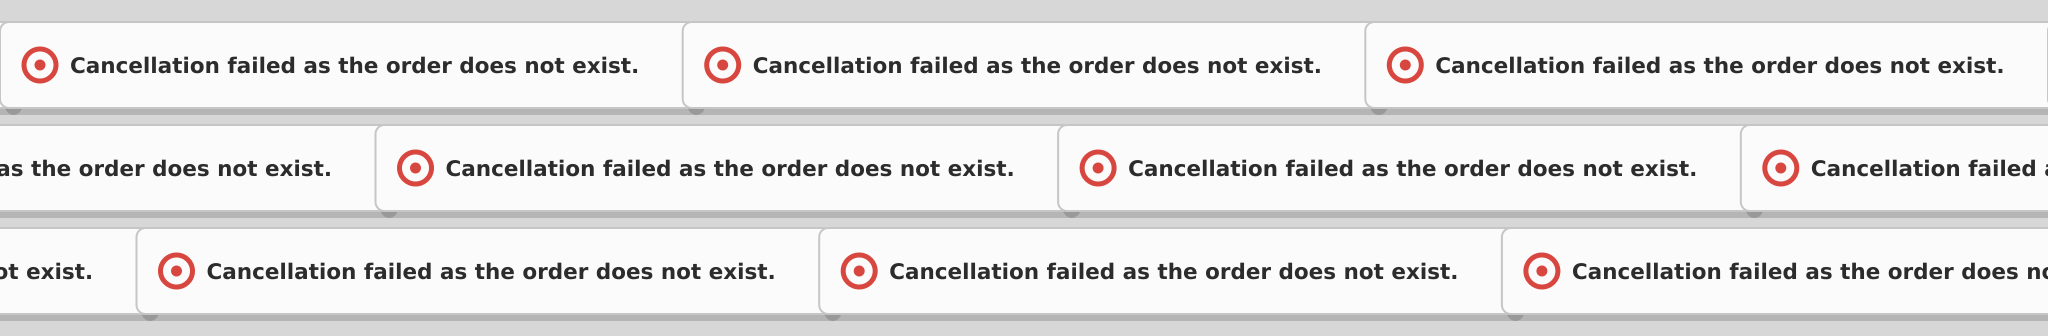 Cancellation failed as the order does not exist. Cancellation failed as the order does not exist. Cancellation failed as the order does not exist.
as the order does not exist. Cancellation failed as the order does not exist. Cancellation failed as the order does not exist. Cancellation failed
exist. Cancellation failed as the order does not exist. Cancellation failed as the order does not exist. Cancellation failed as the order does